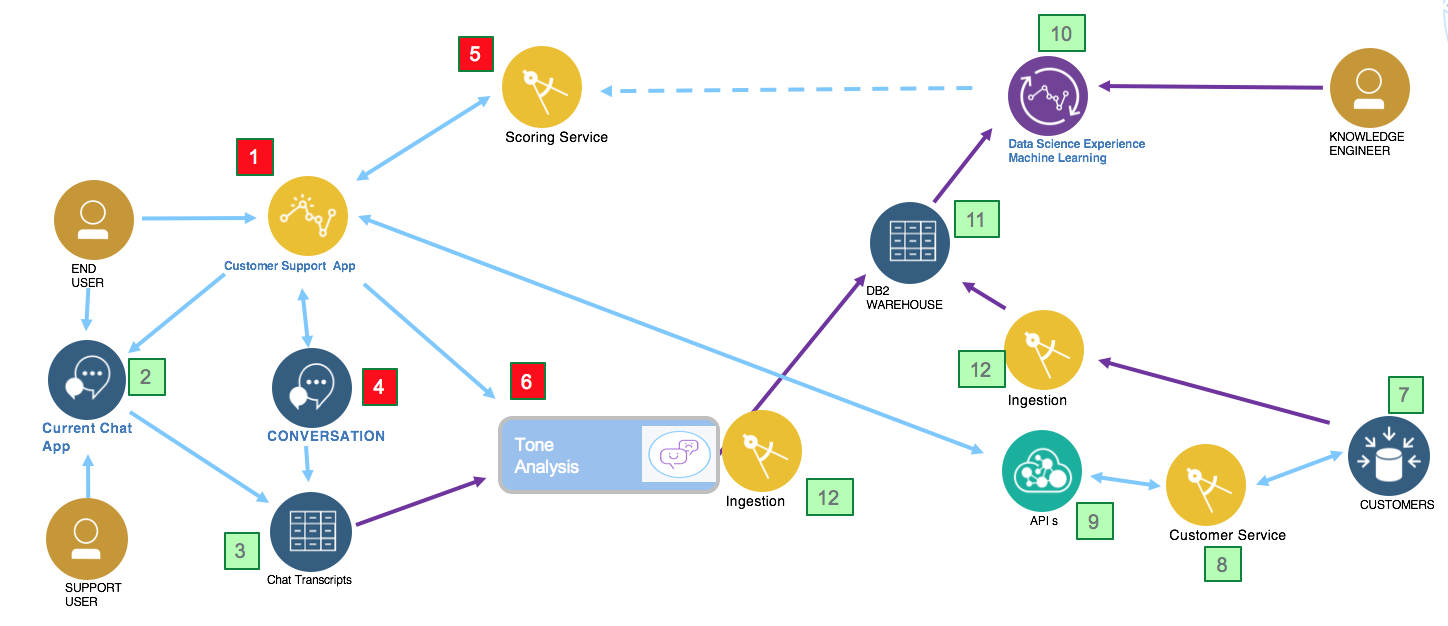 10
5
Scoring Service
KNOWLEDGE
ENGINEER
Data Science Experience
Machine Learning
1
11
END
USER
Customer Support  App
DB2
WAREHOUSE
2
4
6
12
Ingestion
7
Current Chat
App
CONVERSATION
Tone
Analysis
Ingestion
12
CUSTOMERS
API s
9
Customer Service
8
3
Chat Transcripts
SUPPORT
USER